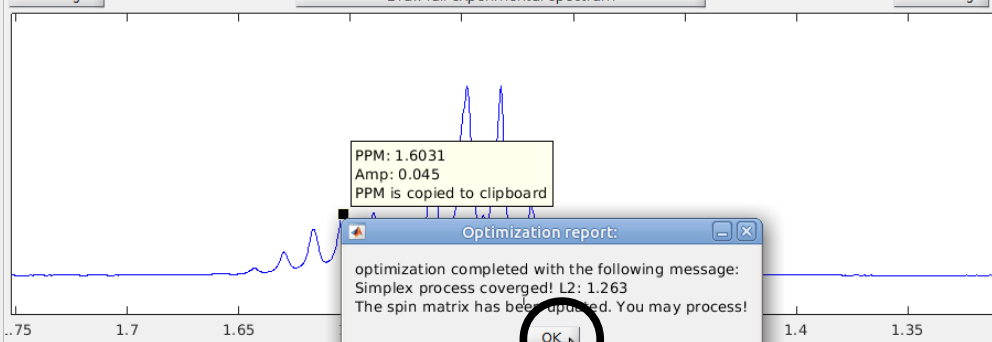 PPM: 1.6031
Amp: 0.045
PPM is copied to clipboard
Optimization report:
optimization completed with the following message:
Simplex process coverged! L2: 1.263
The spin matrix has been updated. You may process!
OK
.75 1.7 1.65 1.4 1.35